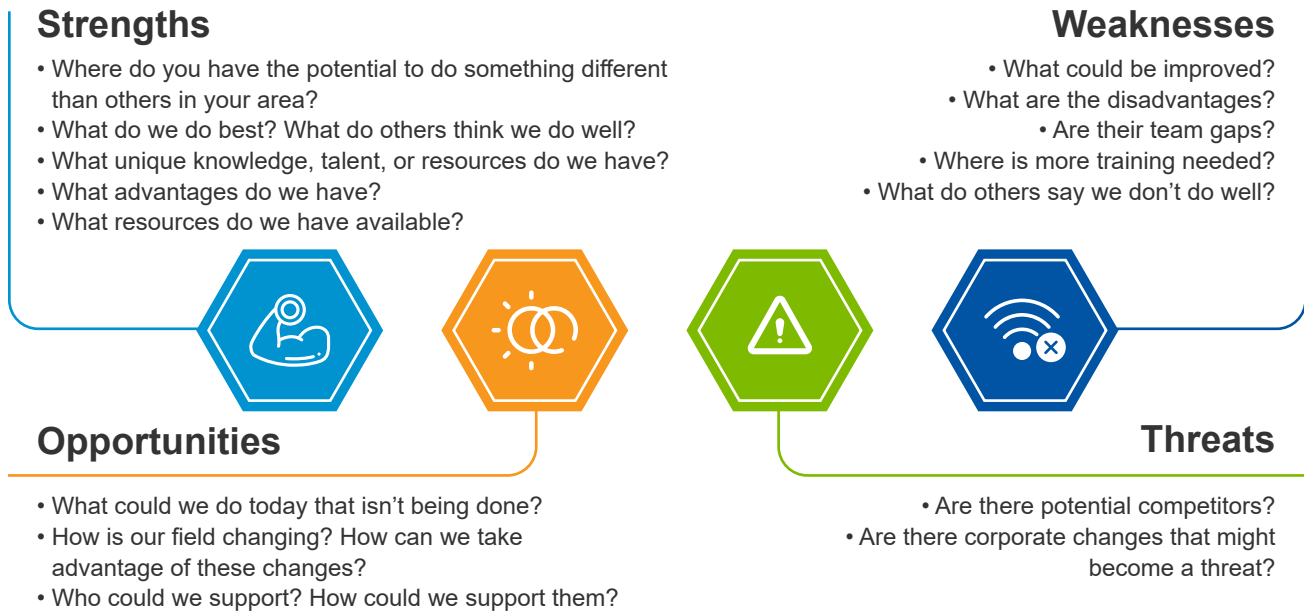 Strengths
• Where do you have the potential to do something different
than others in your area?
• What do we do best? What do others think we do well?
• What unique knowledge, talent, or resources do we have?
• What advantages do we have?
• What resources do we have available?
Weaknesses
• What could be improved?
• What are the disadvantages?
• Are their team gaps?
• Where is more training needed?
• What do others say we don’t do well?
Opportunities
• What could we do today that isn’t being done?
• How is our field changing? How can we take
advantage of these changes?
• Who could we support? How could we support them?
Threats
• Are there potential competitors?
• Are there corporate changes that might
become a threat?